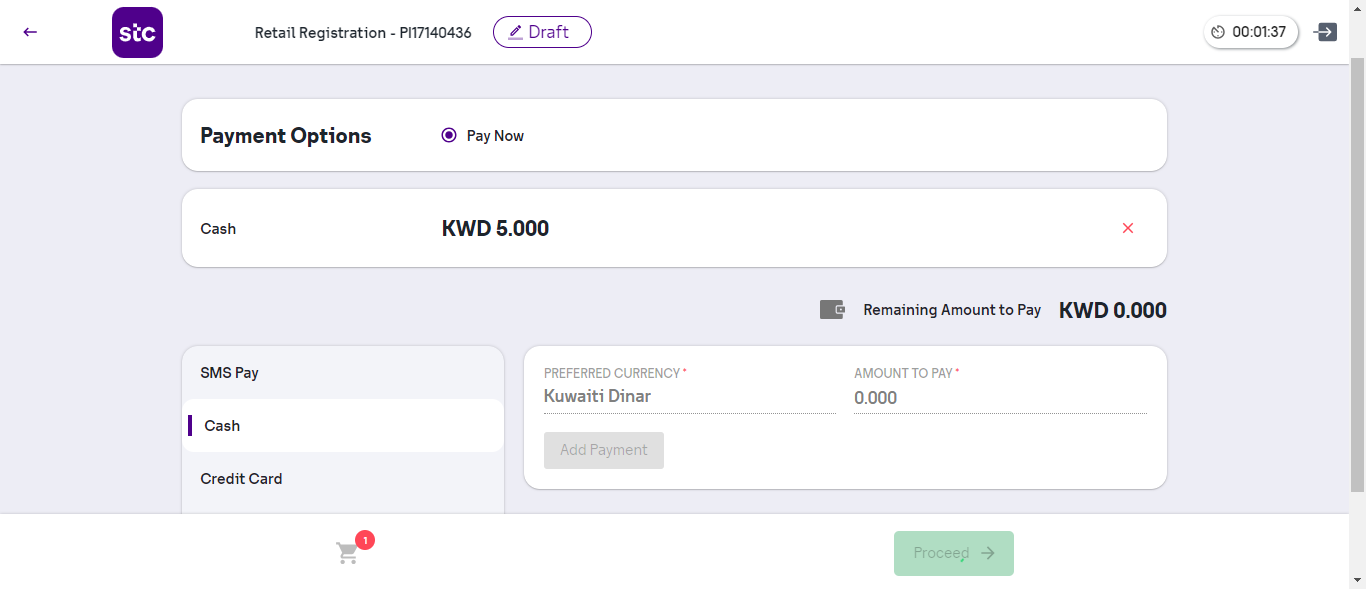 stc
Retail Registration - PI17140436
Draft
00:01:37
Payment Options
Pay Now
Cash
KWD 5.000
Remaining Amount to Pay
KWD 0.000
SMS Pay
Cash
Credit Card
PREFERRED CURRENCY *
Kuwaiti Dinar
AMOUNT TO PAY *
0.000
Add Payment
1
Proceed